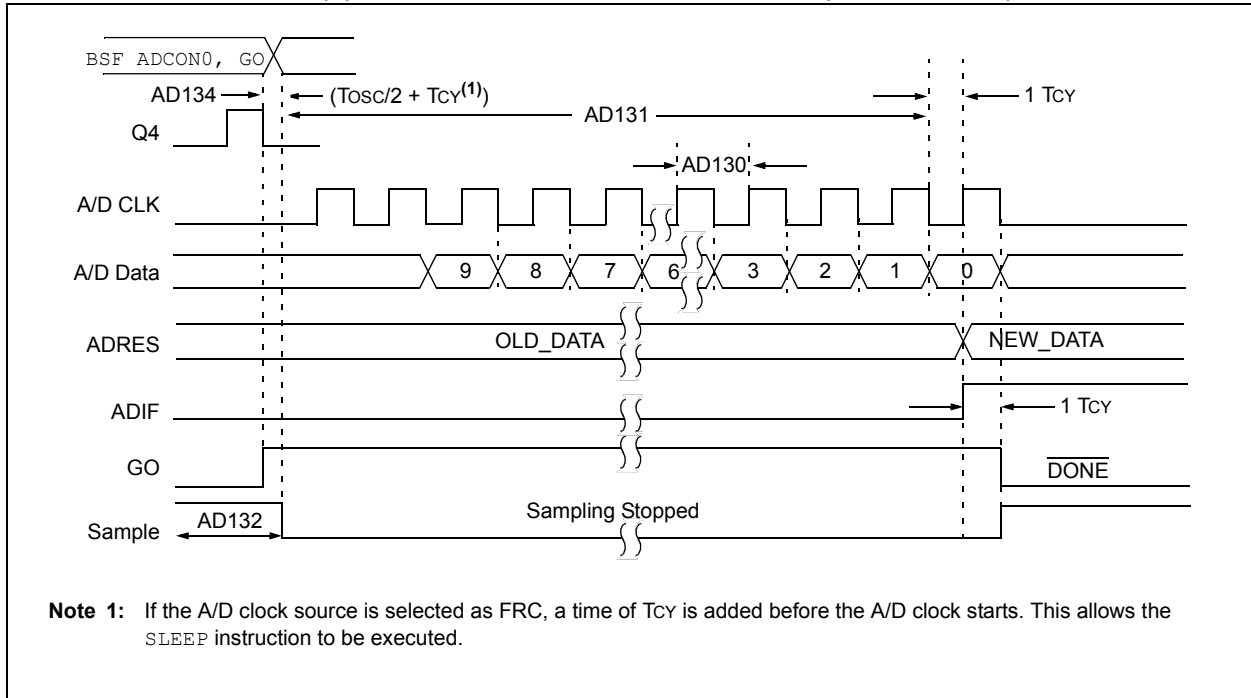 BSF ADCON0, GO
AD134
(TOSC/2 + TCY(1))
AD131
1 TCY
Q4
AD130
A/D CLK
A/D Data
9 8 7 6 3 2 1 0
ADRES
OLD_DATA
NEW_DATA
ADIF
1 TCY
GO
DONE
Sample
AD132
Sampling Stopped
Note 1: If the A/D clock source is selected as FRC, a time of TCY is added before the A/D clock starts. This allows the
SLEEP instruction to be executed.